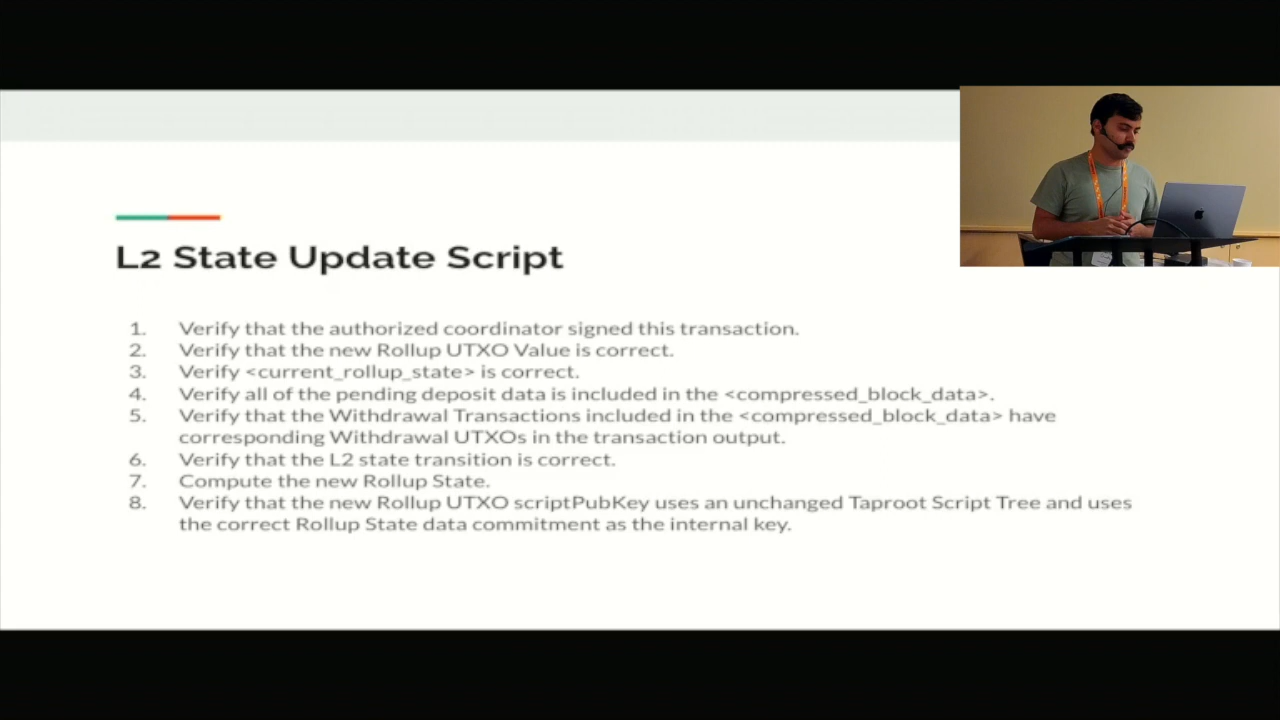 L2 State Update Script
1. Verify that the authorized coordinator signed this transaction.
2. Verify that the new Rollup UTXO Value is correct.
3. Verify <current_rollup_state> is correct.
4. Verify all of the pending deposit data is included in the <compressed_block_data>.
5. Verify that the Withdrawal Transactions included in the <compressed_block_data> have
corresponding Withdrawal UTXOs in the transaction output.
6. Verify that the L2 state transition is correct.
7. Compute the new Rollup State.
8. Verify that the new Rollup UTXO scriptPubKey uses an unchanged Taproot Script Tree and uses
the correct Rollup State data commitment as the internal key.